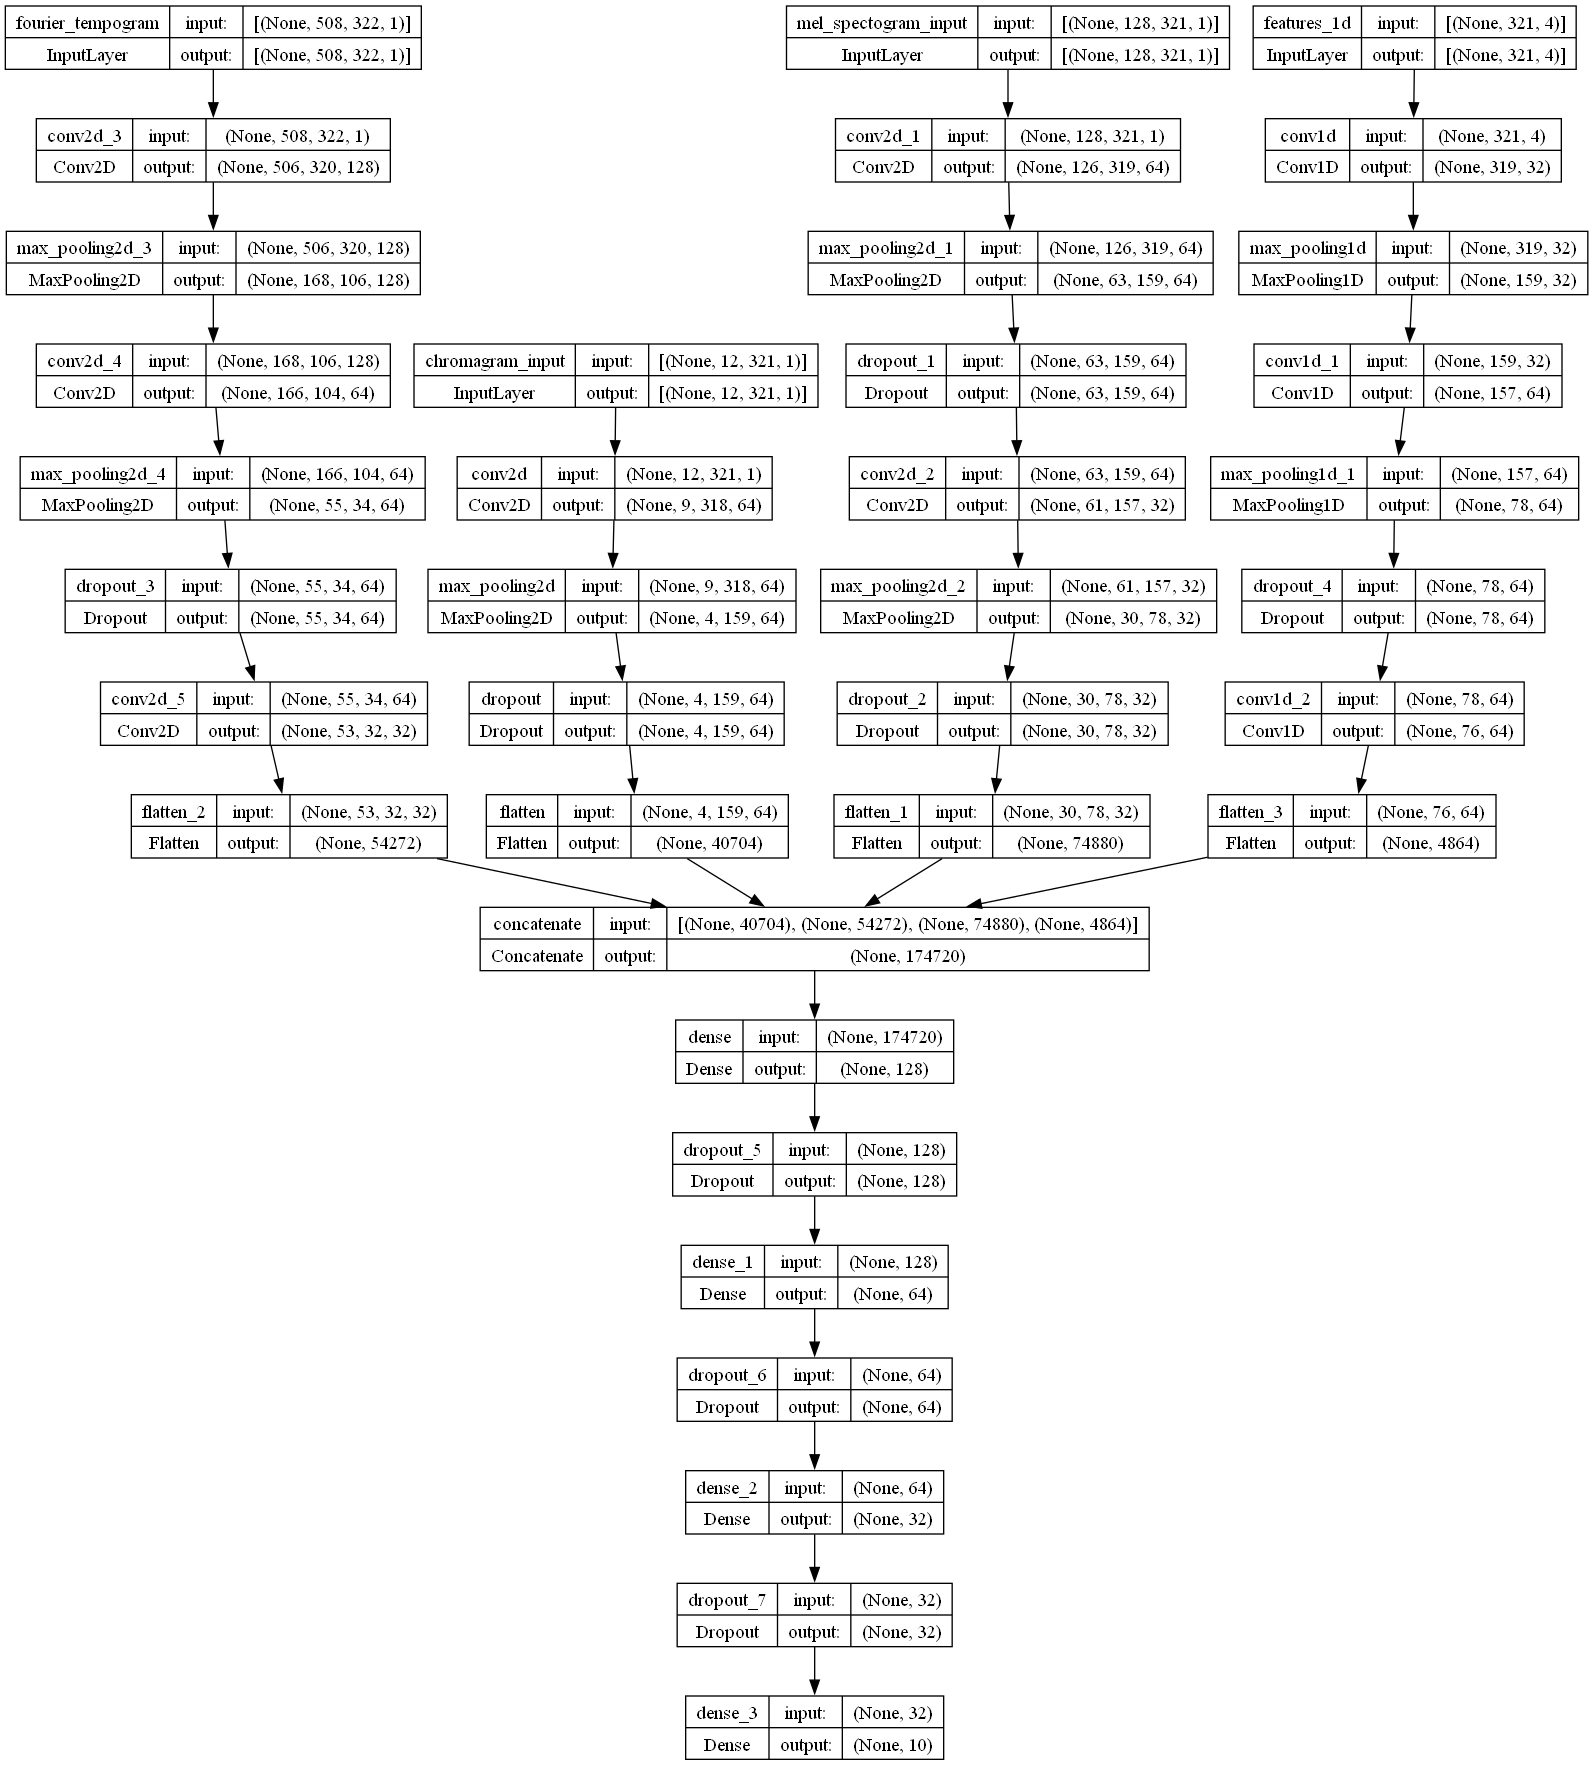 fourier_tempogram input: [(None, 508, 322, 1)]
InputLayer output: [(None, 508, 322, 1)]
mel_spectogram_input input: [(None, 128, 321, 1)]
InputLayer output: [(None, 128, 321, 1)]
features_1d input: [(None, 321, 4)]
InputLayer output: [(None, 321, 4)]
conv2d_3 input: (None, 508, 322, 1)
Conv2D output: (None, 506, 320, 128)
conv2d_1 input: (None, 128, 321, 1)
Conv2D output: (None, 126, 319, 64)
conv1d input: (None, 321, 4)
Conv1D output: (None, 319, 32)
max_pooling2d_3 input: (None, 506, 320, 128)
MaxPooling2D output: (None, 168, 106, 128)
max_pooling2d_1 input: (None, 126, 319, 64)
MaxPooling2D output: (None, 63, 159, 64)
max_pooling1d input: (None, 319, 32)
MaxPooling1D output: (None, 159, 32)
conv2d_4 input: (None, 168, 106, 128)
Conv2D output: (None, 166, 104, 64)
chromagram_input input: [(None, 12, 321, 1)]
InputLayer output: [(None, 12, 321, 1)]
dropout_1 input: (None, 63, 159, 64)
Dropout output: (None, 63, 159, 64)
conv1d_1 input: (None, 159, 32)
Conv1D output: (None, 157, 64)
max_pooling2d_4 input: (None, 166, 104, 64)
MaxPooling2D output: (None, 55, 34, 64)
conv2d input: (None, 12, 321, 1)
Conv2D output: (None, 9, 318, 64)
conv2d_2 input: (None, 63, 159, 64)
Conv2D output: (None, 61, 157, 32)
max_pooling1d_1 input: (None, 157, 64)
MaxPooling1D output: (None, 78, 64)
dropout_3 input: (None, 55, 34, 64)
Dropout output: (None, 55, 34, 64)
max_pooling2d input: (None, 9, 318, 64)
MaxPooling2D output: (None, 4, 159, 64)
max_pooling2d_2 input: (None, 61, 157, 32)
MaxPooling2D output: (None, 30, 78, 32)
dropout_4 input: (None, 78, 64)
Dropout output: (None, 78, 64)
conv2d_5 input: (None, 55, 34, 64)
Conv2D output: (None, 53, 32, 32)
dropout input: (None, 4, 159, 64)
Dropout output: (None, 4, 159, 64)
dropout_2 input: (None, 30, 78, 32)
Dropout output: (None, 30, 78, 32)
conv1d_2 input: (None, 78, 64)
Conv1D output: (None, 76, 64)
flatten_2 input: (None, 53, 32, 32)
Flatten output: (None, 54272)
flatten input: (None, 4, 159, 64)
Flatten output: (None, 40704)
flatten_1 input: (None, 30, 78, 32)
Flatten output: (None, 74880)
flatten_3 input: (None, 76, 64)
Flatten output: (None, 4864)
concatenate input: [(None, 40704), (None, 54272), (None, 74880), (None, 4864)]
Concatenate output: (None, 174720)
dense input: (None, 174720)
Dense output: (None, 128)
dropout_5 input: (None, 128)
Dropout output: (None, 128)
dense_1 input: (None, 128)
Dense output: (None, 64)
dropout_6 input: (None, 64)
Dropout output: (None, 64)
dense_2 input: (None, 64)
Dense output: (None, 32)
dropout_7 input: (None, 32)
Dropout output: (None, 32)
dense_3 input: (None, 32)
Dense output: (None, 10)